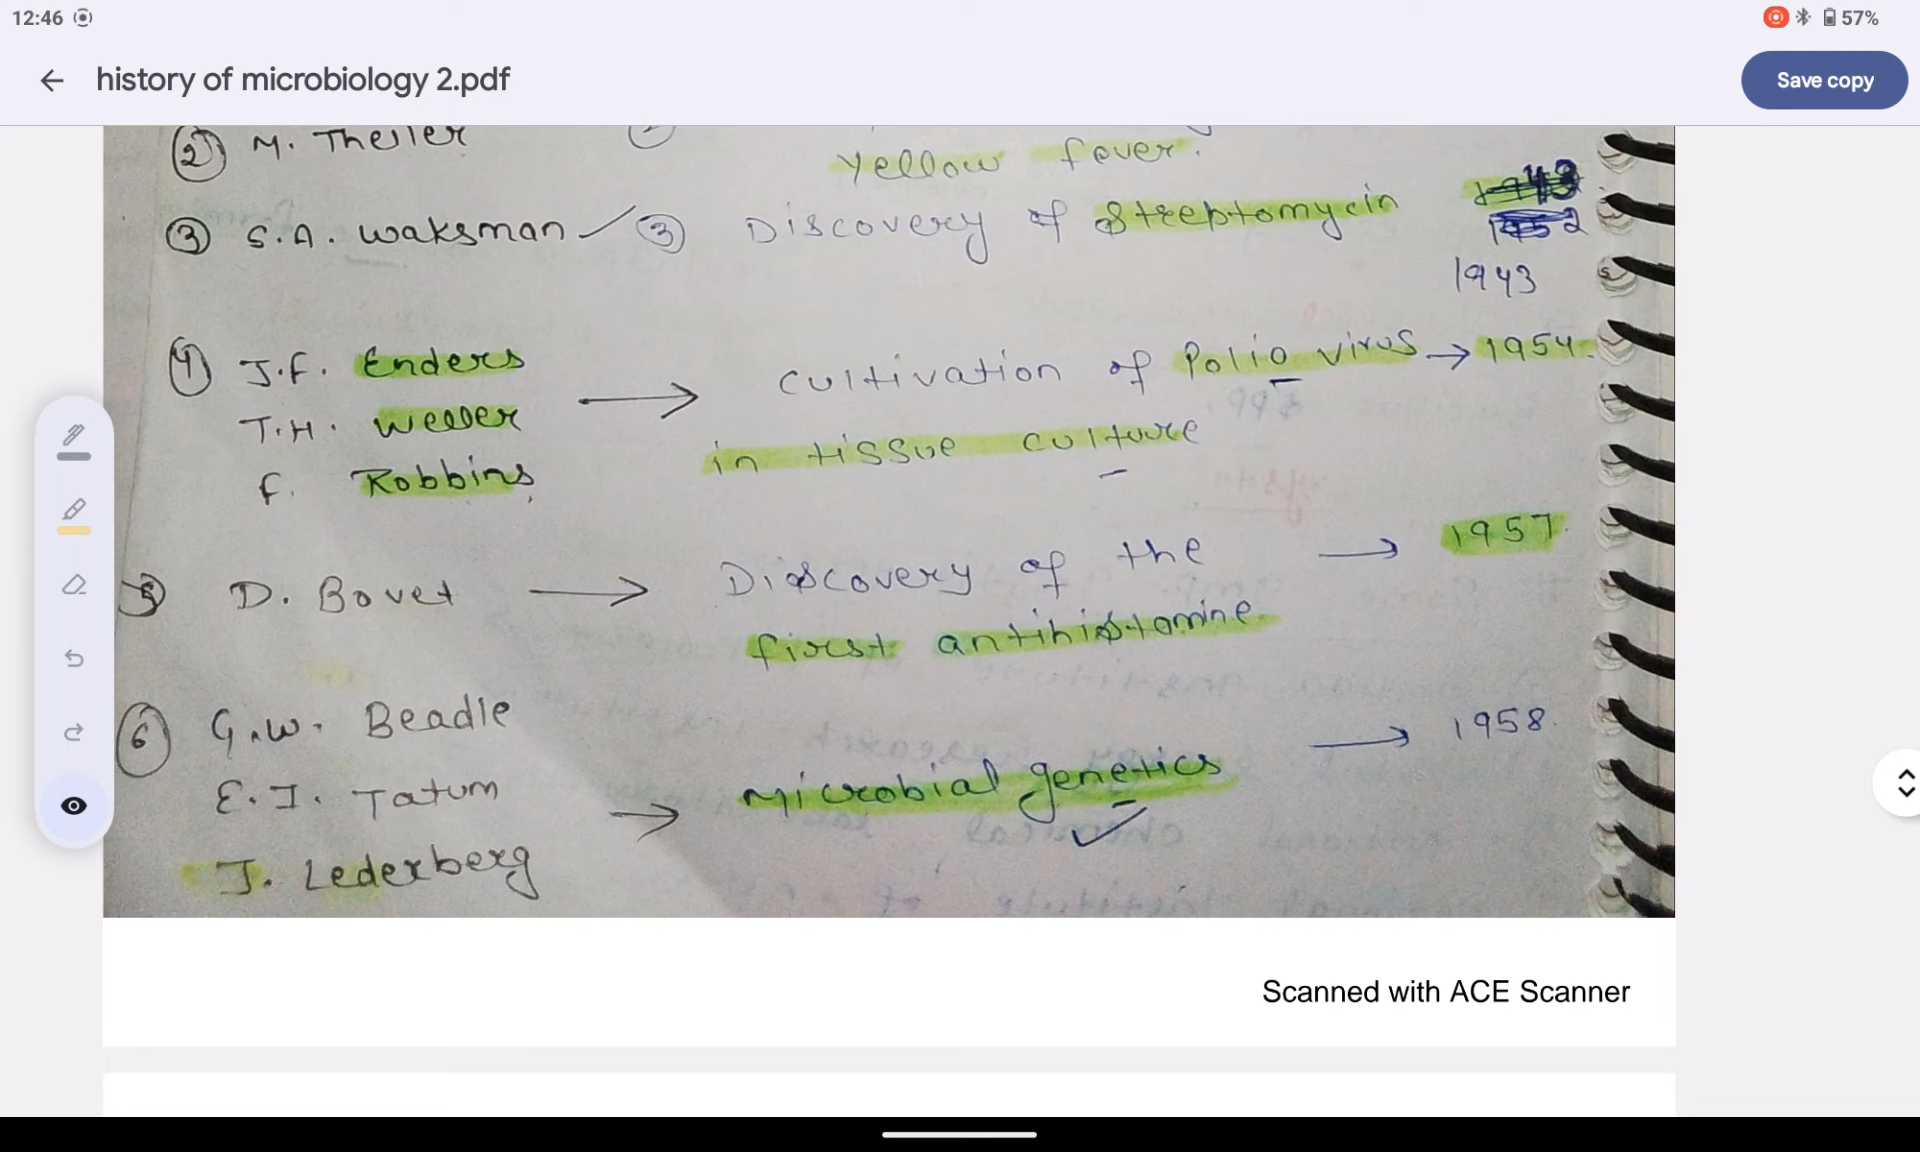 12:46
57%
history of microbiology 2.pdf
Save copy
② M. Theiler
yellow fever.
③ S.A. Waksman ③ Discovery of Streptomycin
1943
④ J.F. Enders
T.H. Weller
F. Robbins
Cultivation of Polio virus → 1954
in tissue culture
⑤ D. Bovet → Discovery of the → 1957
first antihistamine
⑥ G.W. Beadle
E.J. Tatum
J. Lederberg
→ microbial genetics → 1958
Scanned with ACE Scanner